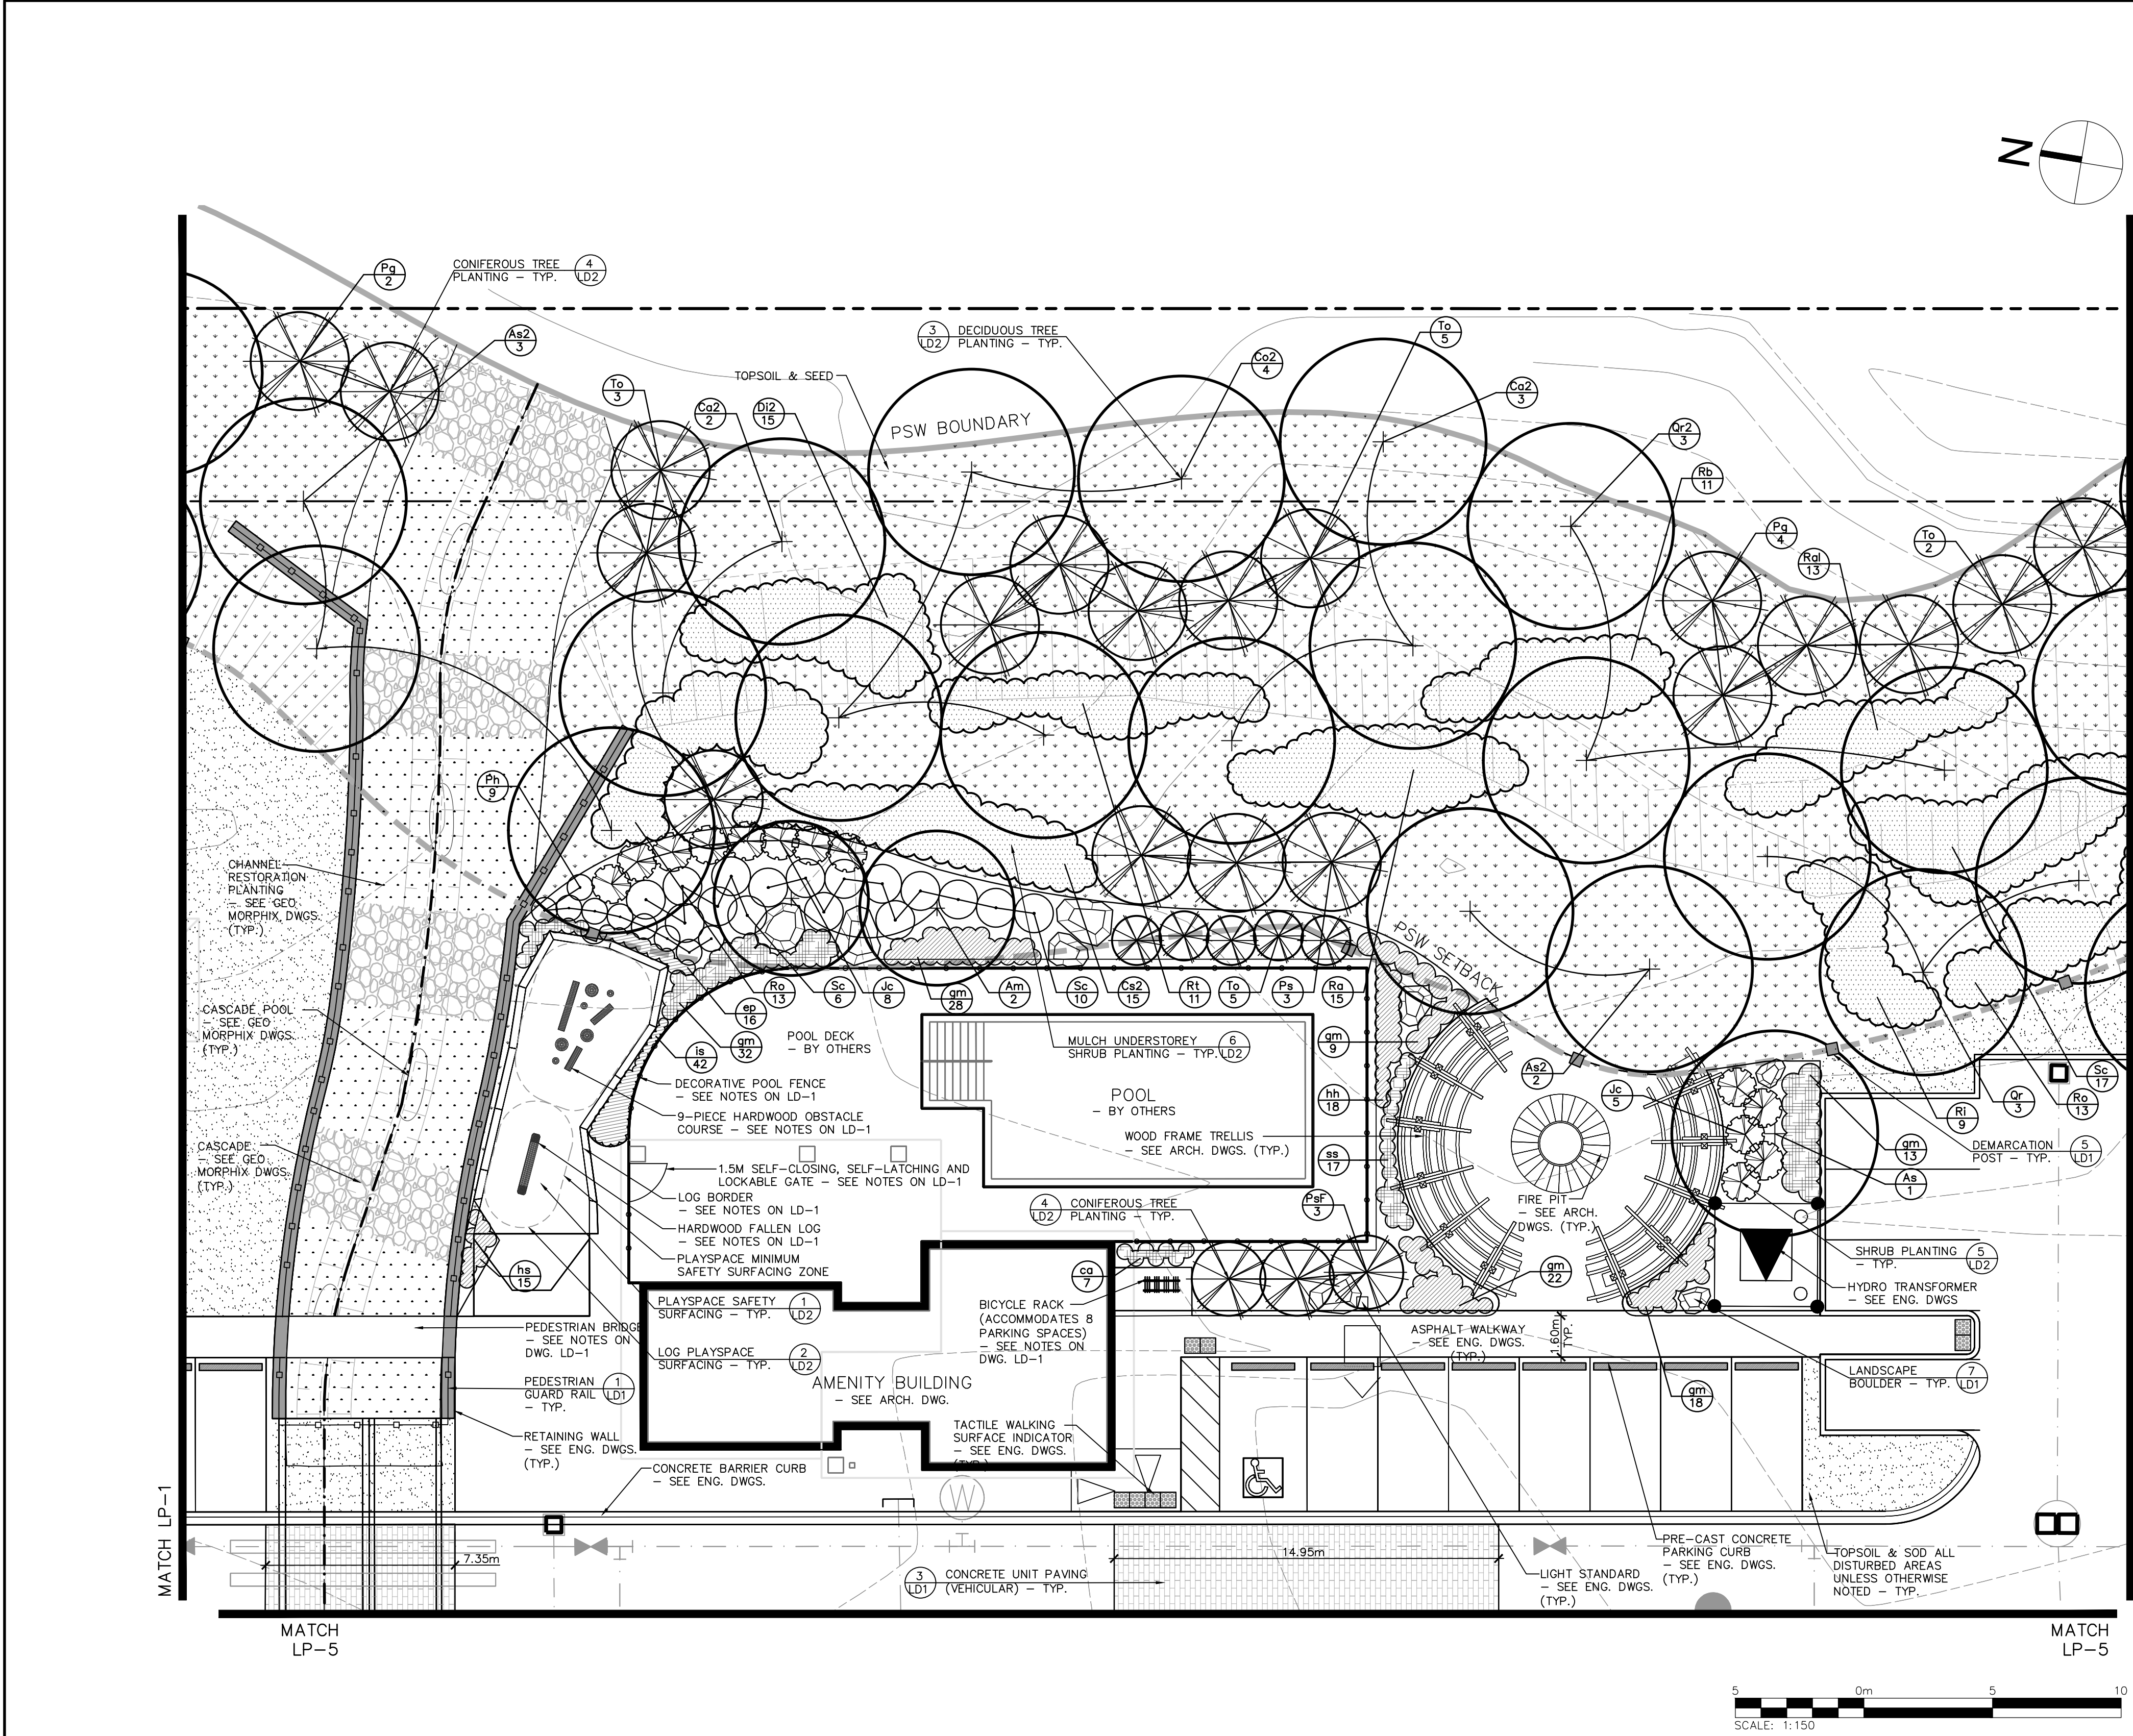 N
Pg
2
CONIFEROUS TREE
PLANTING – TYP.
4
LD2
As2
3
3
LD2
DECIDUOUS TREE
PLANTING – TYP.
To
5
Co2
4
TOPSOIL & SEED
To
3
Ca2
2
Di2
15
Ca2
3
PSW BOUNDARY
Qr2
3
Rb
11
Pg
4
Ral
13
To
2
Ph
9
CHANNEL
RESTORATION
PLANTING
– SEE GEO
MORPHIX DWGS.
(TYP.)
PSW SETBACK
Ro
13
Sc
6
Jc
8
gm
28
Am
2
Sc
10
Cs2
15
Rt
11
To
5
Ps
3
Ra
15
ep
16
gm
32
is
42
CASCADE POOL
– SEE GEO
MORPHIX DWGS.
(TYP.)
POOL DECK
– BY OTHERS
MULCH UNDERSTOREY
SHRUB PLANTING – TYP.
6
LD2
gm
9
As2
2
Jc
5
Sc
17
Ro
13
Qr
3
Ri
9
DECORATIVE POOL FENCE
– SEE NOTES ON LD–1
POOL
– BY OTHERS
hh
18
9–PIECE HARDWOOD OBSTACLE
COURSE – SEE NOTES ON LD–1
WOOD FRAME TRELLIS
– SEE ARCH. DWGS. (TYP.)
gm
13
DEMARCATION
POST – TYP.
5
LD1
CASCADE
– SEE GEO
MORPHIX DWGS.
(TYP.)
ss
17
As
1
1.5M SELF–CLOSING, SELF–LATCHING AND
LOCKABLE GATE – SEE NOTES ON LD–1
LOG BORDER
– SEE NOTES ON LD–1
4
LD2
CONIFEROUS TREE
PLANTING – TYP.
PsF
3
FIRE PIT
– SEE ARCH.
DWGS. (TYP.)
HARDWOOD FALLEN LOG
– SEE NOTES ON LD–1
PLAYSPACE MINIMUM
SAFETY SURFACING ZONE
SHRUB PLANTING
– TYP.
5
LD2
hs
15
ca
7
gm
22
HYDRO TRANSFORMER
– SEE ENG. DWGS
PLAYSPACE SAFETY
SURFACING – TYP.
1
LD2
BICYCLE RACK
(ACCOMMODATES 8
PARKING SPACES)
– SEE NOTES ON
DWG. LD–1
PEDESTRIAN BRIDGE
– SEE NOTES ON
DWG. LD–1
ASPHALT WALKWAY
– SEE ENG. DWGS.
(TYP.)
1.60m
TYP.
LOG PLAYSPACE
SURFACING – TYP.
2
LD2
PEDESTRIAN
GUARD RAIL
– TYP.
1
LD1
AMENITY BUILDING
– SEE ARCH. DWG.
LANDSCAPE
BOULDER – TYP.
7
LD1
gm
18
TACTILE WALKING
SURFACE INDICATOR
– SEE ENG. DWGS.
(TYP.)
RETAINING WALL
– SEE ENG. DWGS.
(TYP.)
CONCRETE BARRIER CURB
– SEE ENG. DWGS.
W
MATCH LP–1
7.35m
14.95m
3
LD1
CONCRETE UNIT PAVING
(VEHICULAR) – TYP.
LIGHT STANDARD
– SEE ENG. DWGS.
(TYP.)
PRE–CAST CONCRETE
PARKING CURB
– SEE ENG. DWGS.
(TYP.)
TOPSOIL & SOD ALL
DISTURBED AREAS
UNLESS OTHERWISE
NOTED – TYP.
MATCH
LP–5
MATCH
LP–5
5 0m 5 10
SCALE: 1:150